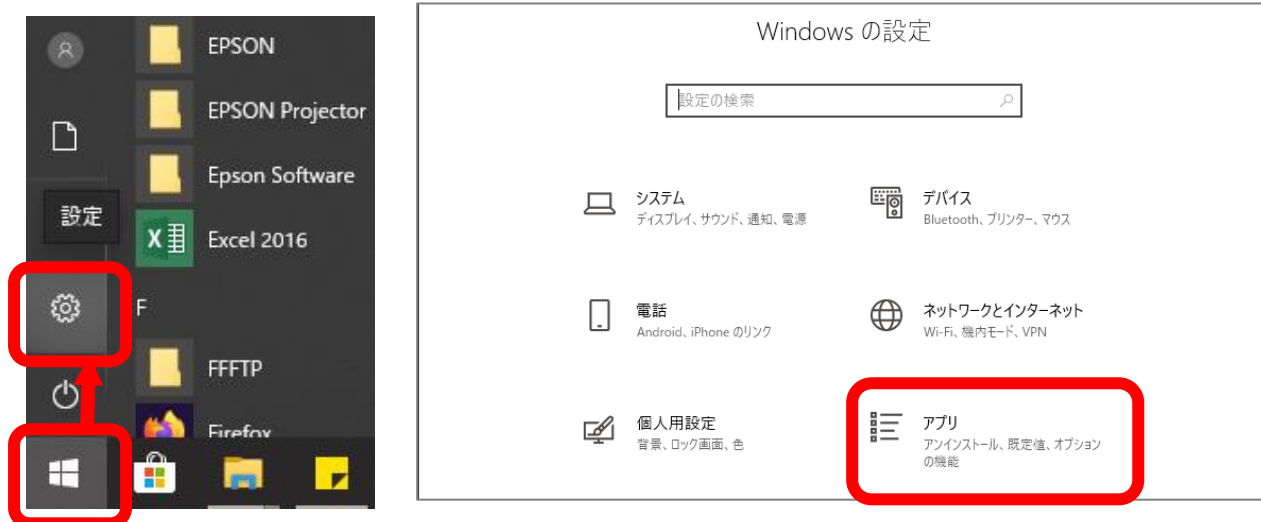 EPSON
EPSON Projector
Epson Software
設定
Excel 2016
F
FFFTP
Firefox
Windows の設定
設定の検索
システム
ディスプレイ、サウンド、通知、電源
デバイス
Bluetooth、プリンター、マウス
電話
Android、iPhone のリンク
ネットワークとインターネット
Wi-Fi、機内モード、VPN
個人用設定
背景、ロック画面、色
アプリ
アンインストール、既定値、オプション
の機能